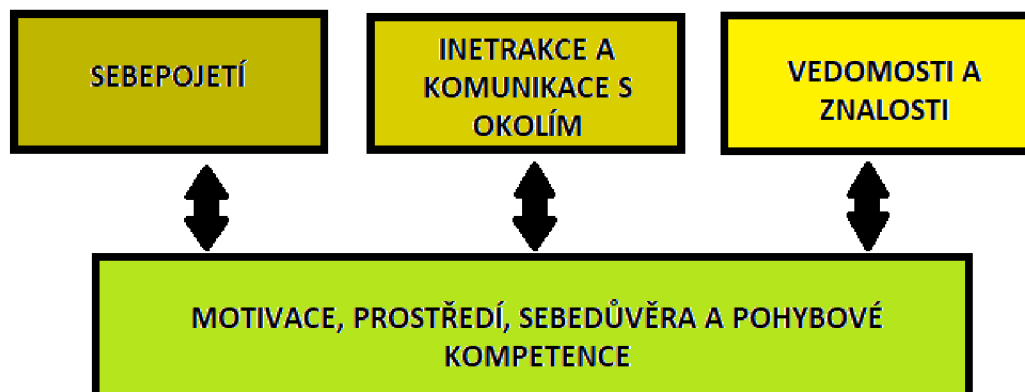 SEBEPOJETÍ
INETRAKCE A
KOMUNIKACE S
OKOLÍM
VEDOMOSTI A
ZNALOSTI
MOTIVACE, PROSTŘEDÍ, SEBEDŮVĚRA A POHYBOVÉ
KOMPETENCE